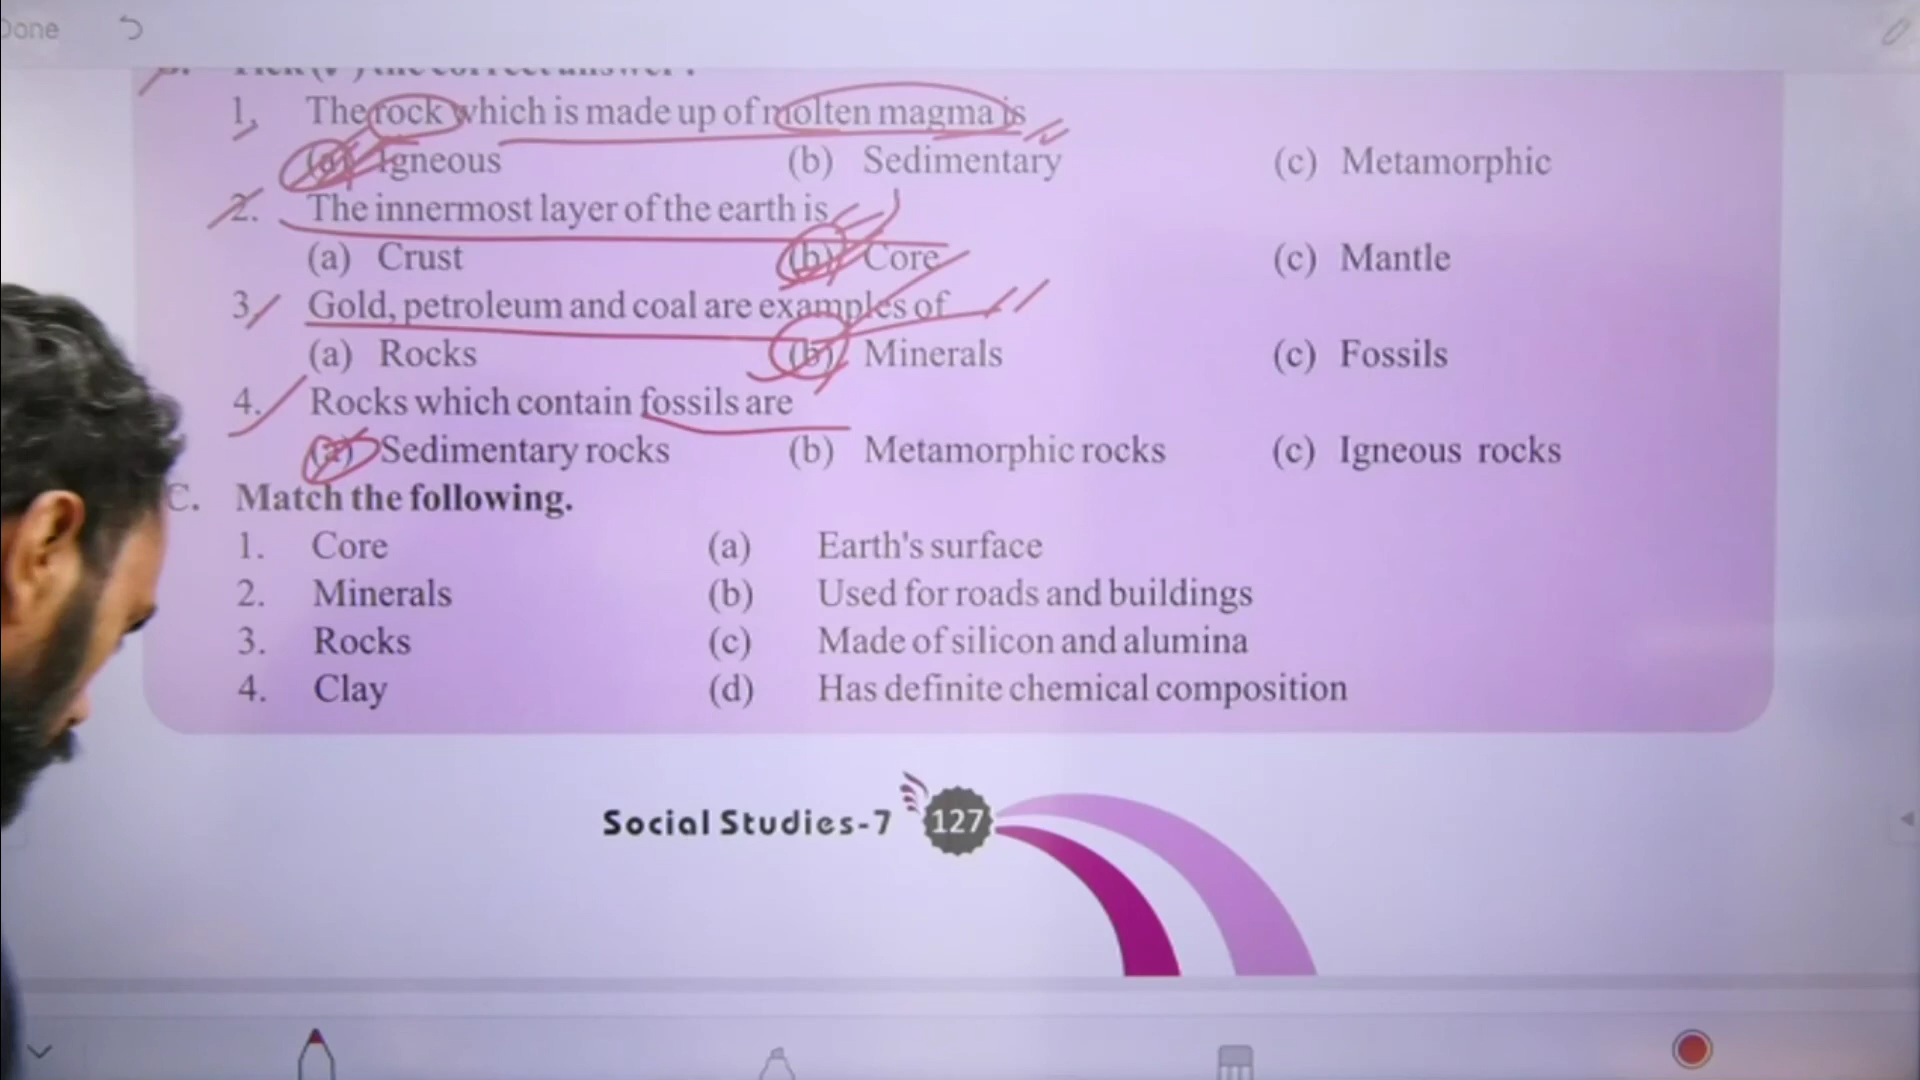 Done
B. Tick (✓) the correct answer :
1. The rock which is made up of molten magma is
(a) Igneous (b) Sedimentary (c) Metamorphic
2. The innermost layer of the earth is
(a) Crust (b) Core (c) Mantle
3. Gold, petroleum and coal are examples of
(a) Rocks (b) Minerals (c) Fossils
4. Rocks which contain fossils are
(a) Sedimentary rocks (b) Metamorphic rocks (c) Igneous rocks
C. Match the following.
1. Core (a) Earth's surface
2. Minerals (b) Used for roads and buildings
3. Rocks (c) Made of silicon and alumina
4. Clay (d) Has definite chemical composition
Social Studies-7 127